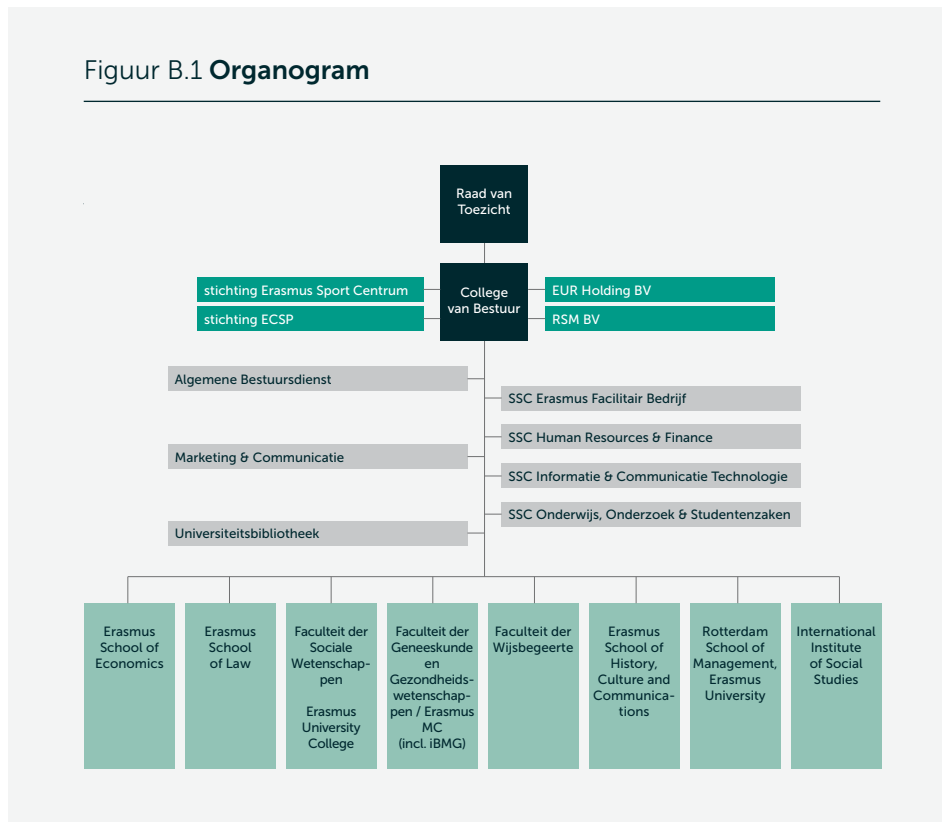 Figuur B.1 Organogram
Raad van
Toezicht
stichting Erasmus Sport Centrum
stichting ECSP
College
van Bestuur
EUR Holding BV
RSM BV
Algemene Bestuursdienst
SSC Erasmus Facilitair Bedrijf
SSC Human Resources & Finance
Marketing & Communicatie
SSC Informatie & Communicatie Technologie
SSC Onderwijs, Onderzoek & Studentenzaken
Universiteitsbibliotheek
Erasmus
School of
Economics
Erasmus
School
of Law
Faculteit der
Sociale
Wetenschap-
pen
Erasmus
University
College
Faculteit der
Geneeskunde
en
Gezondheids-
wetenschap-
pen / Erasmus
MC
(incl. iBMG)
Faculteit der
Wijsbegeerte
Erasmus
School of
History,
Culture and
Communica-
tions
Rotterdam
School of
Management,
Erasmus
University
International
Institute
of Social
Studies